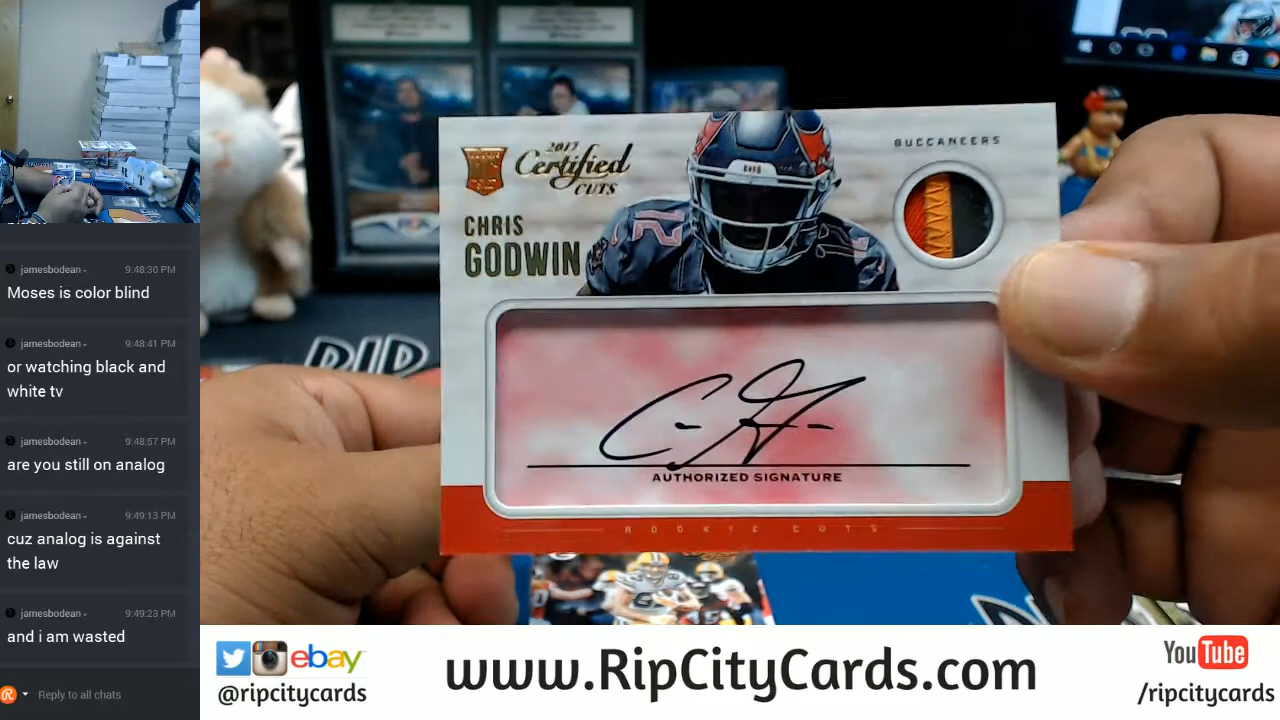 jamesbodean 9:48:30 PM
Moses is color blind
jamesbodean 9:48:41 PM
or watching black and
white tv
jamesbodean 9:48:57 PM
are you still on analog
jamesbodean 9:49:13 PM
cuz analog is against
the law
jamesbodean 9:49:23 PM
and i am wasted
Reply to all chats
2017
Certified
CUTS
CHRIS
GODWIN
12
BUCCANEERS
AUTHORIZED SIGNATURE
ROOKIE CUTS
RIP
ebay
@ripcitycards
www.RipCityCards.com
YouTube
/ripcitycards